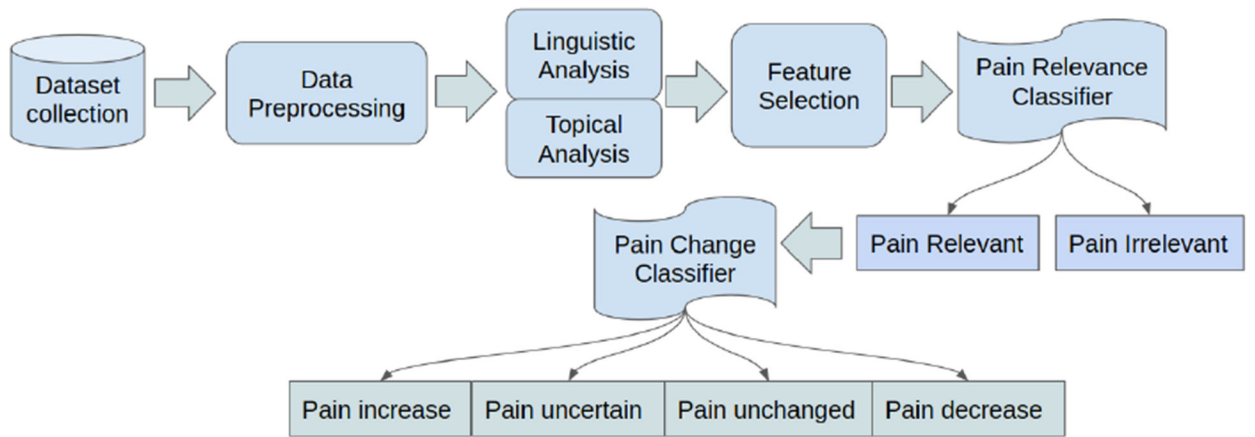 Dataset
collection
Data
Preprocessing
Linguistic
Analysis
Topical
Analysis
Feature
Selection
Pain Relevance
Classifier
Pain Relevant
Pain Irrelevant
Pain Change
Classifier
Pain increase
Pain uncertain
Pain unchanged
Pain decrease